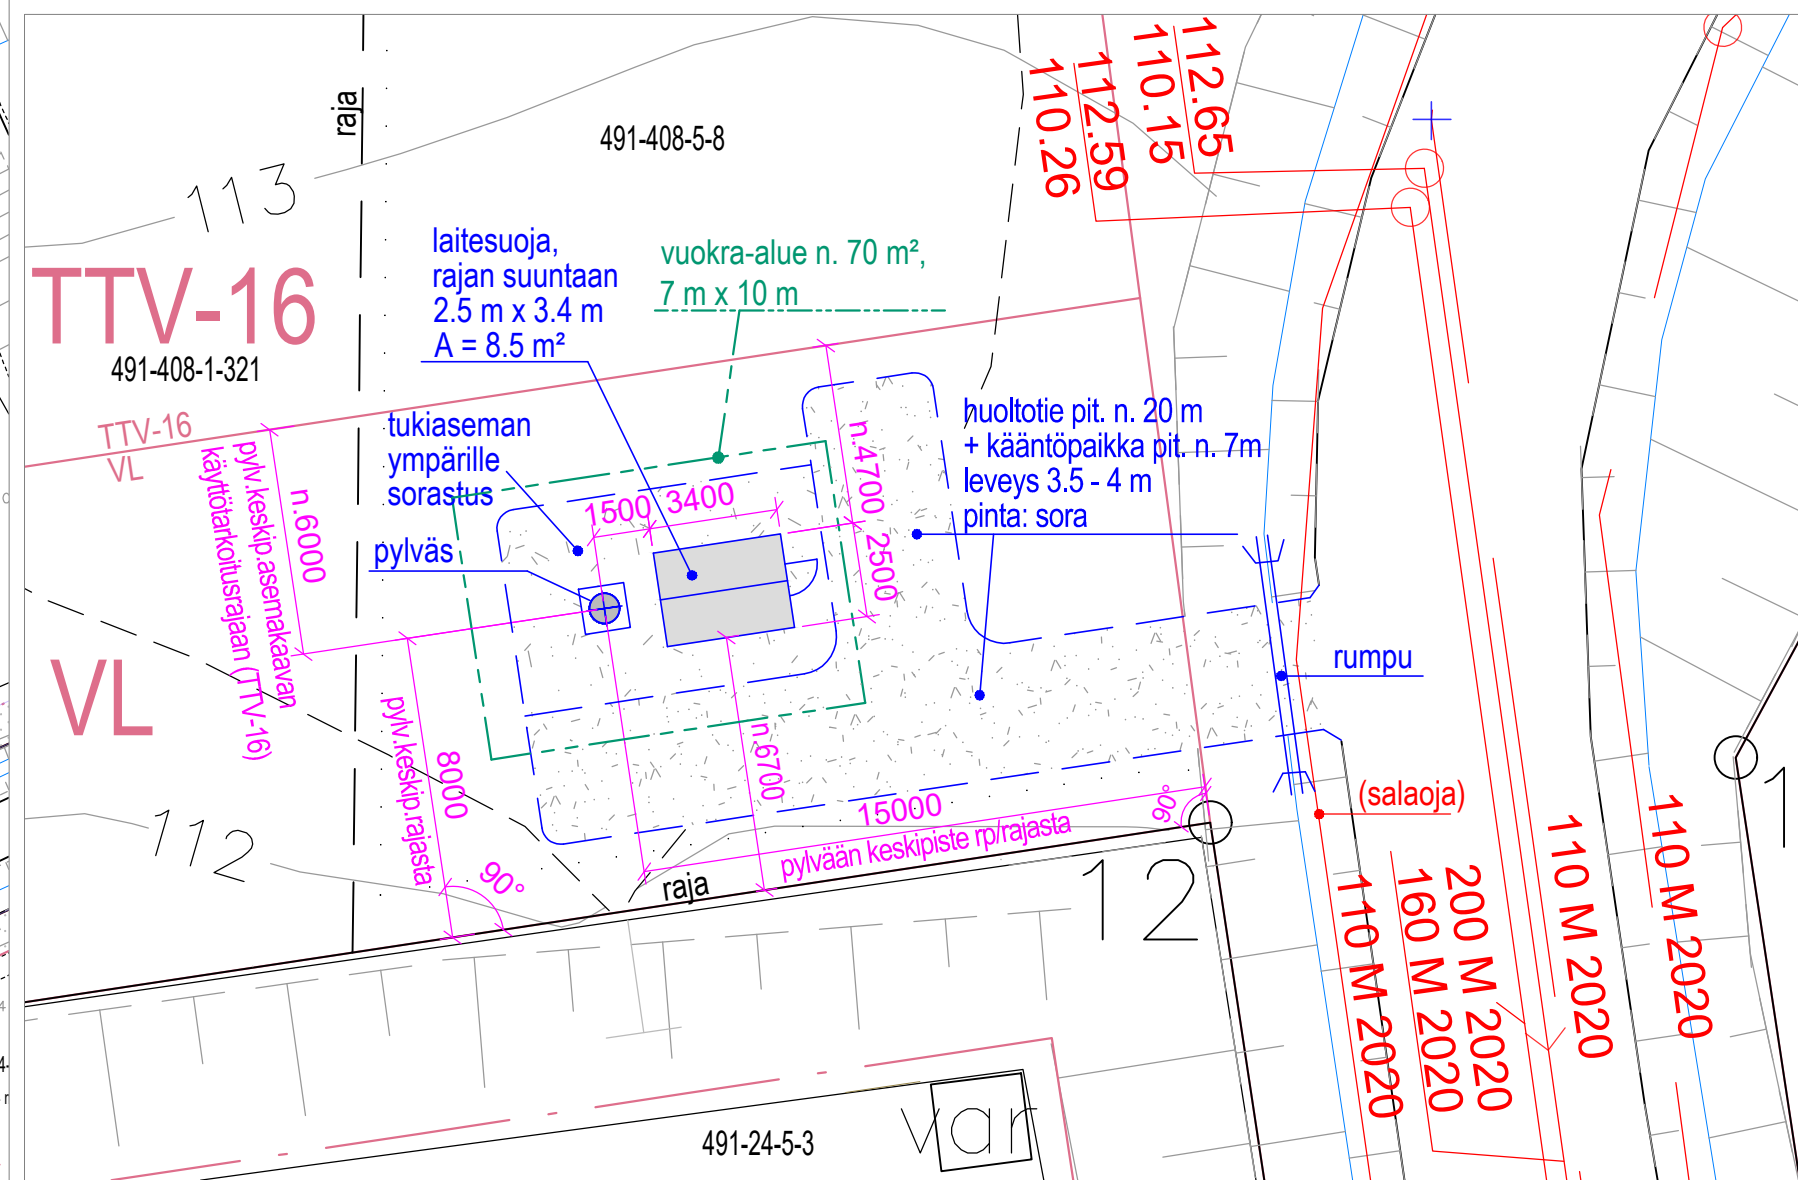 raja
491-408-5-8
113
112.65
110.15
112.59
110.26
TTV-16
491-408-1-321
TTV-16
VL
laitesuoja,
rajan suuntaan
2.5 m x 3.4 m
A = 8.5 m²
vuokra-alue n. 70 m²,
7 m x 10 m
tukiaseman
ympärille
sorastus
pylväs
huoltotie pit. n. 20 m
+ kääntöpaikka pit. n. 7m
leveys 3.5 - 4 m
pinta: sora
1500
3400
n.4700
2500
n.6000
pylv.keskip.asemakaavan
käyttötarkoitusrajaan (TTV-16)
VL
8000
pylv.keskip.rajasta
90°
n.6700
15000
pylvään keskipiste rp/rajasta
90°
raja
rumpu
(salaoja)
112
12
1
110 M 2020
160 M 2020
200 M 2020
110 M 2020
110 M 2020
491-24-5-3
var